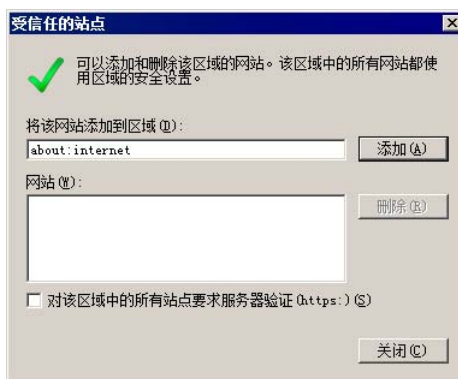 受信任的站点
可以添加和删除该区域的网站。该区域中的所有网站都使
用区域的安全设置。
将该网站添加到区域(D):
about:internet
添加(A)
网站(W):
删除(R)
对该区域中的所有站点要求服务器验证(https:)(S)
关闭(C)